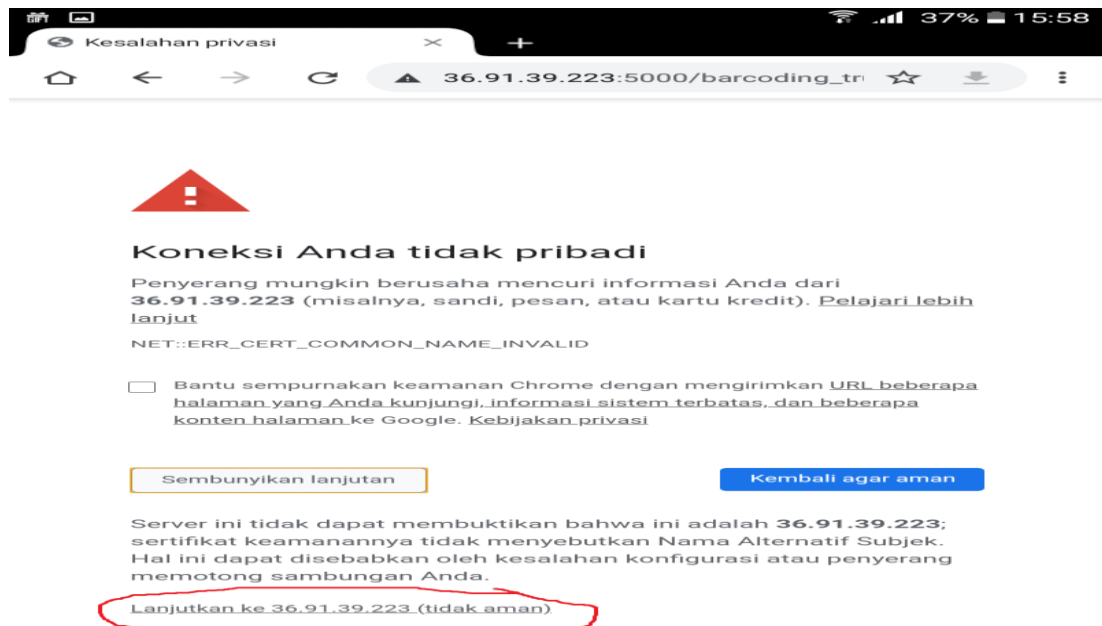 GIFT
37% 15:58
Kesalahan privasi
36.91.39.223:5000/barcoding_tr
Koneksi Anda tidak pribadi
Penyerang mungkin berusaha mencuri informasi Anda dari
36.91.39.223 (misalnya, sandi, pesan, atau kartu kredit). Pelajari lebih
lanjut
NET::ERR_CERT_COMMON_NAME_INVALID
Bantu sempurnakan keamanan Chrome dengan mengirimkan URL beberapa
halaman yang Anda kunjungi, informasi sistem terbatas, dan beberapa
konten halaman ke Google. Kebijakan privasi
Sembunyikan lanjutan
Kembali agar aman
Server ini tidak dapat membuktikan bahwa ini adalah 36.91.39.223;
sertifikat keamanannya tidak menyebutkan Nama Alternatif Subjek.
Hal ini dapat disebabkan oleh kesalahan konfigurasi atau penyerang
memotong sambungan Anda.
Lanjutkan ke 36.91.39.223 (tidak aman)